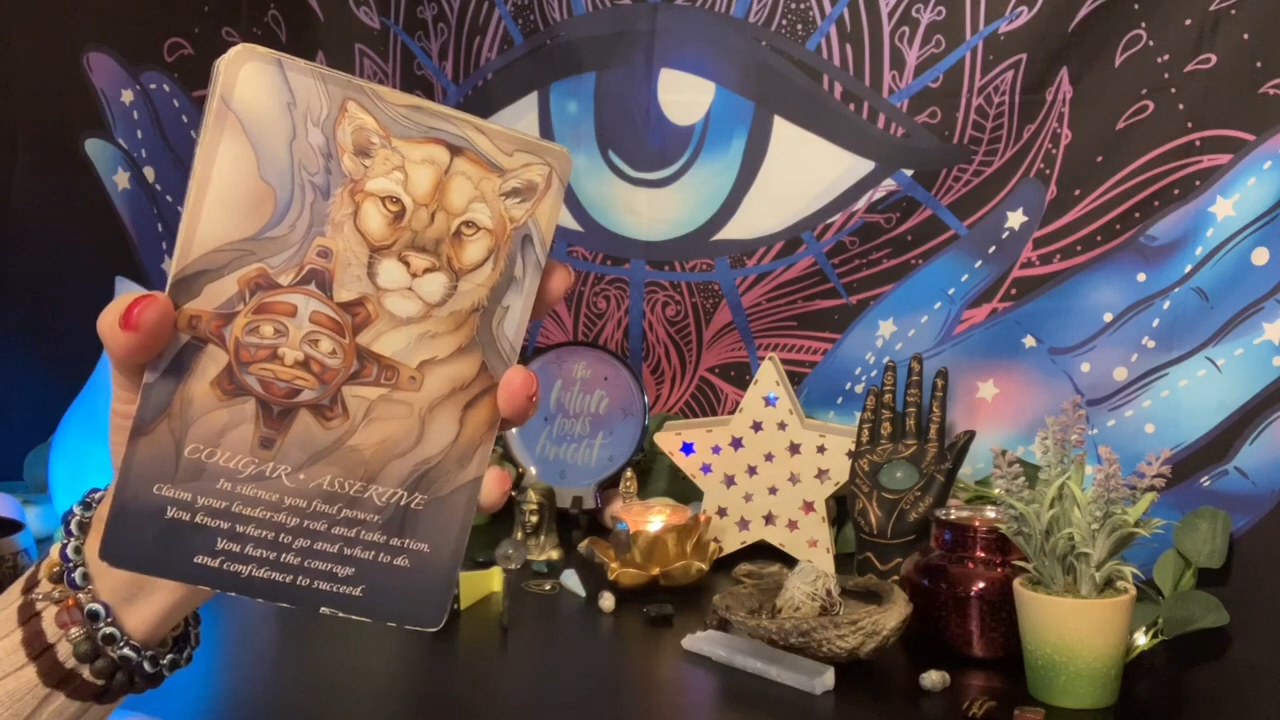 COUGAR • ASSERTIVE
In silence you find power.
Claim your leadership role and take action.
You know where to go and what to do.
You have the courage
and confidence to succeed.
the
future
looks
bright